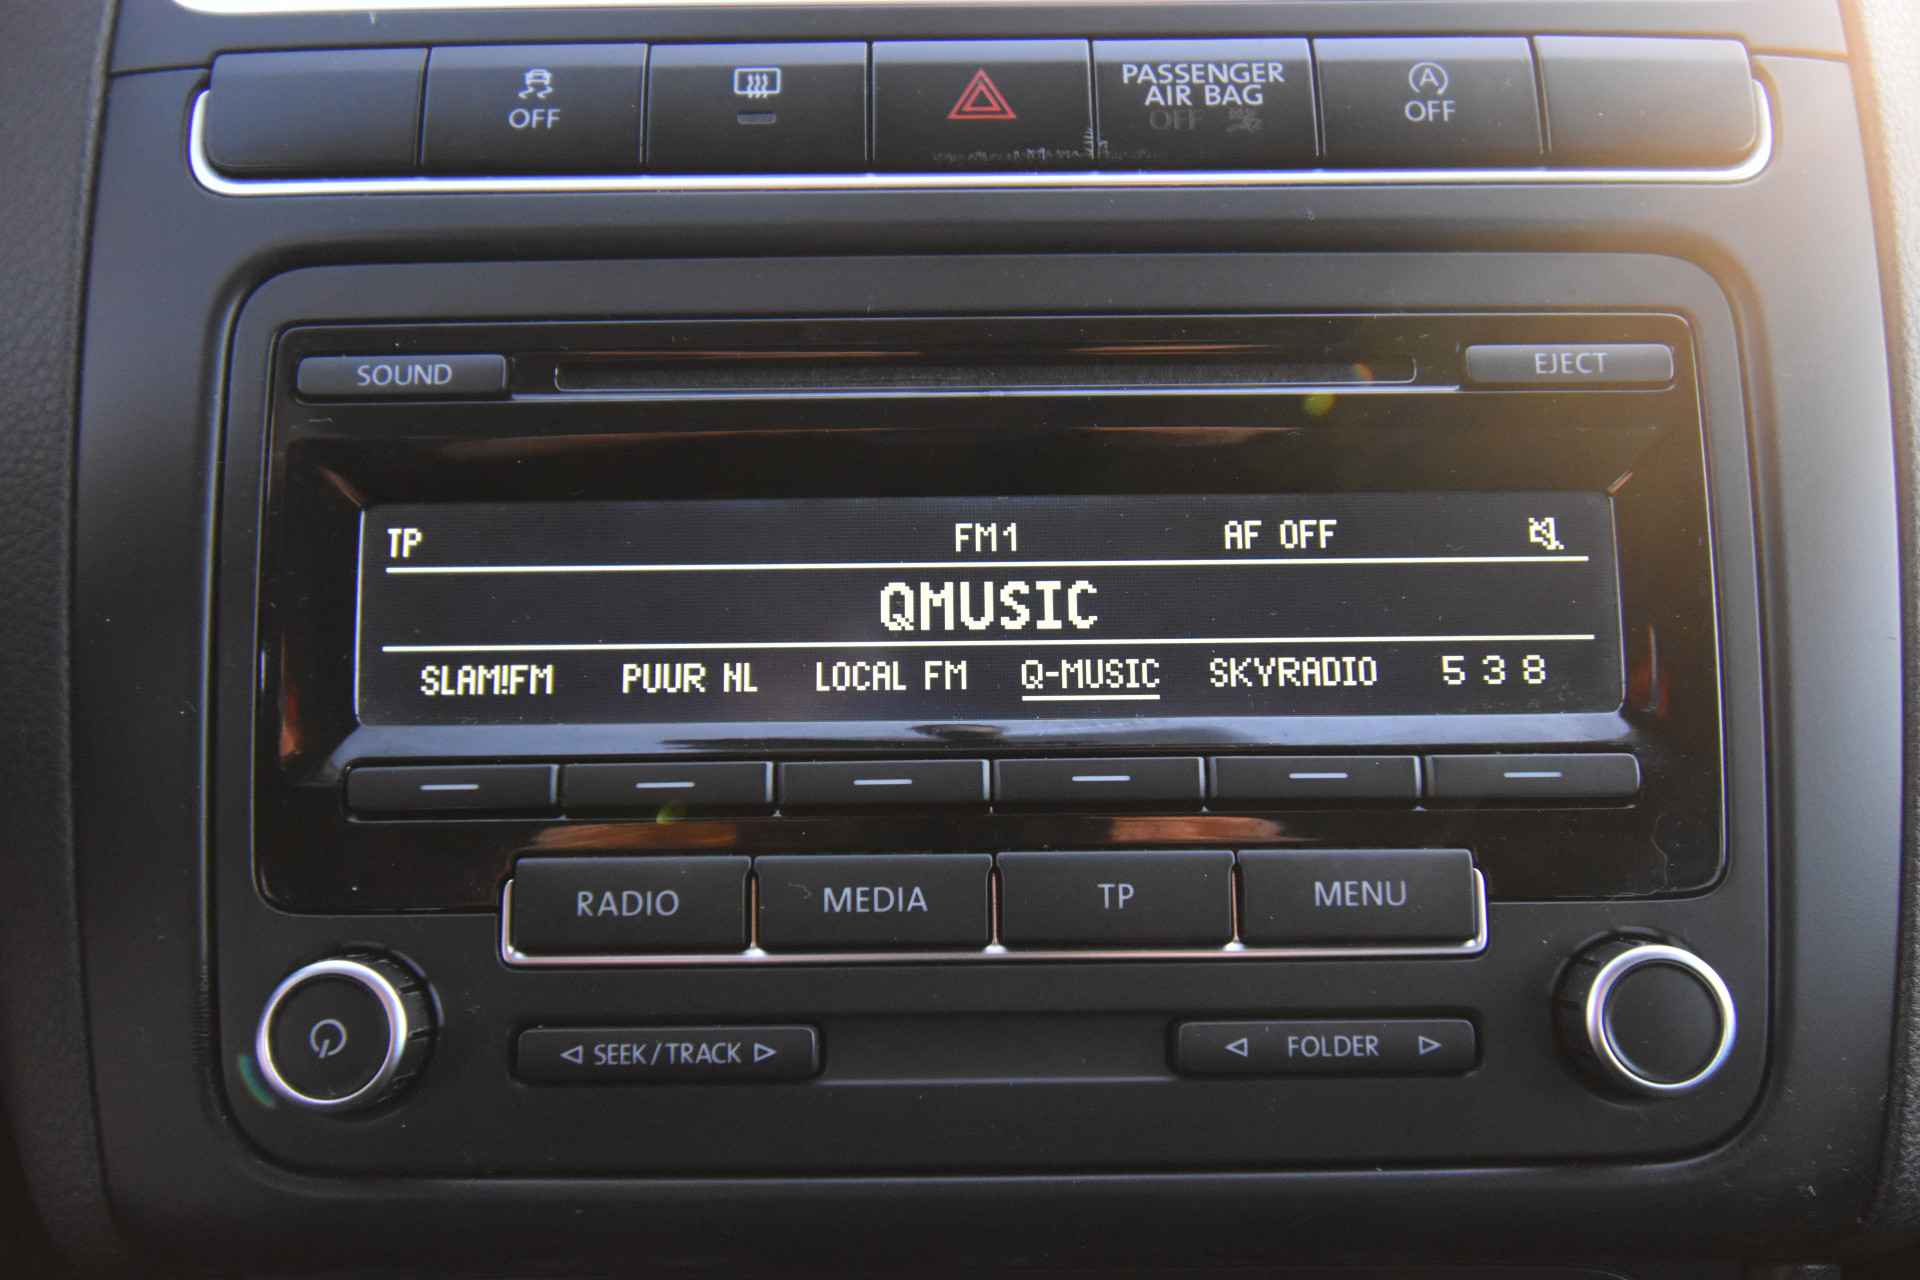 OFF
PASSENGER
AIR BAG
OFF
A
OFF
SOUND
EJECT
TP FM1 AF OFF
QMUSIC
SLAM!FM PUUR NL LOCAL FM Q-MUSIC SKYRADIO 538
RADIO MEDIA TP MENU
SEEK/TRACK FOLDER